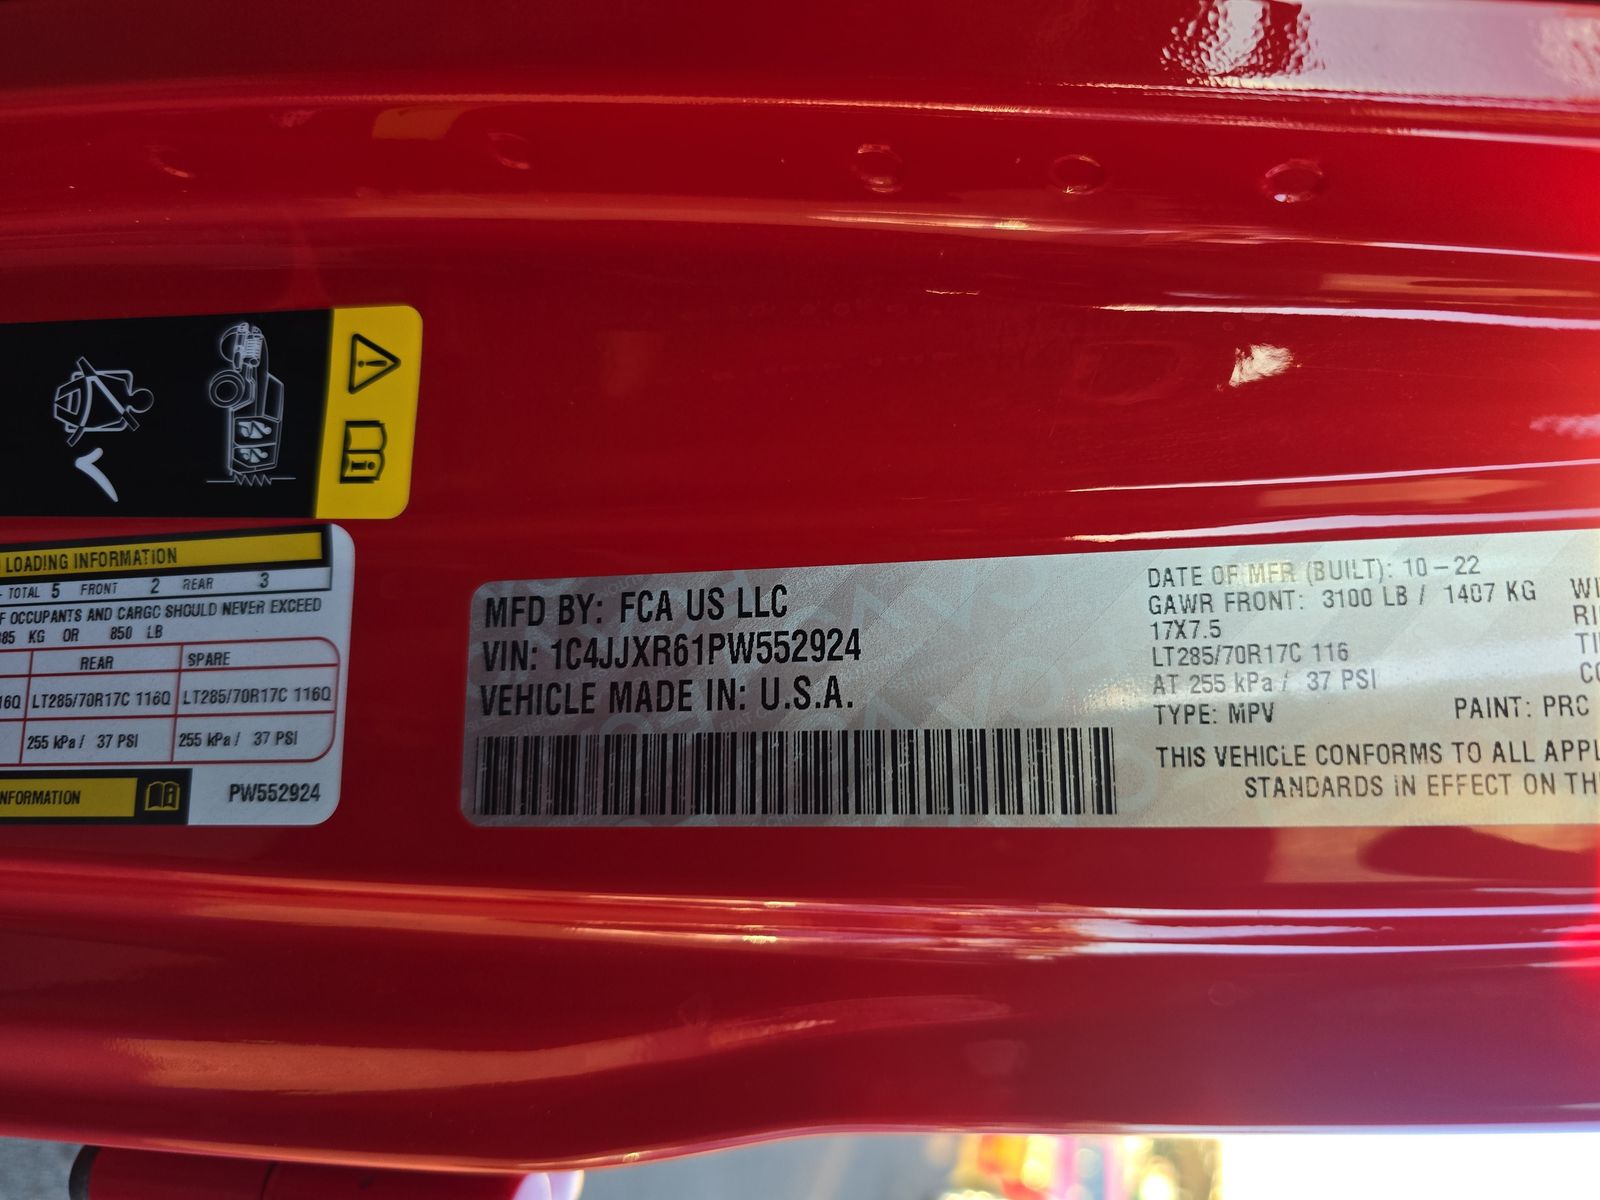 LOADING INFORMATION
TOTAL 5 FRONT 2 REAR 3
OCCUPANTS AND CARGO SHOULD NEVER EXCEED
KG OR 850 LB
REAR SPARE
LT285/70R17C 116Q LT285/70R17C 116Q
255 kPa / 37 PSI 255 kPa / 37 PSI
PW552924
MFD BY: FCA US LLC
VIN: 1C4JJXR61PW552924
VEHICLE MADE IN: U.S.A.
DATE OF MFR (BUILT): 10-22
GAWR FRONT: 3100 LB / 1407 KG
17X7.5
LT285/70R17C 116
AT 255 kPa / 37 PSI
TYPE: MPV PAINT: PRC
THIS VEHICLE CONFORMS TO ALL
STANDARDS IN EFFECT ON